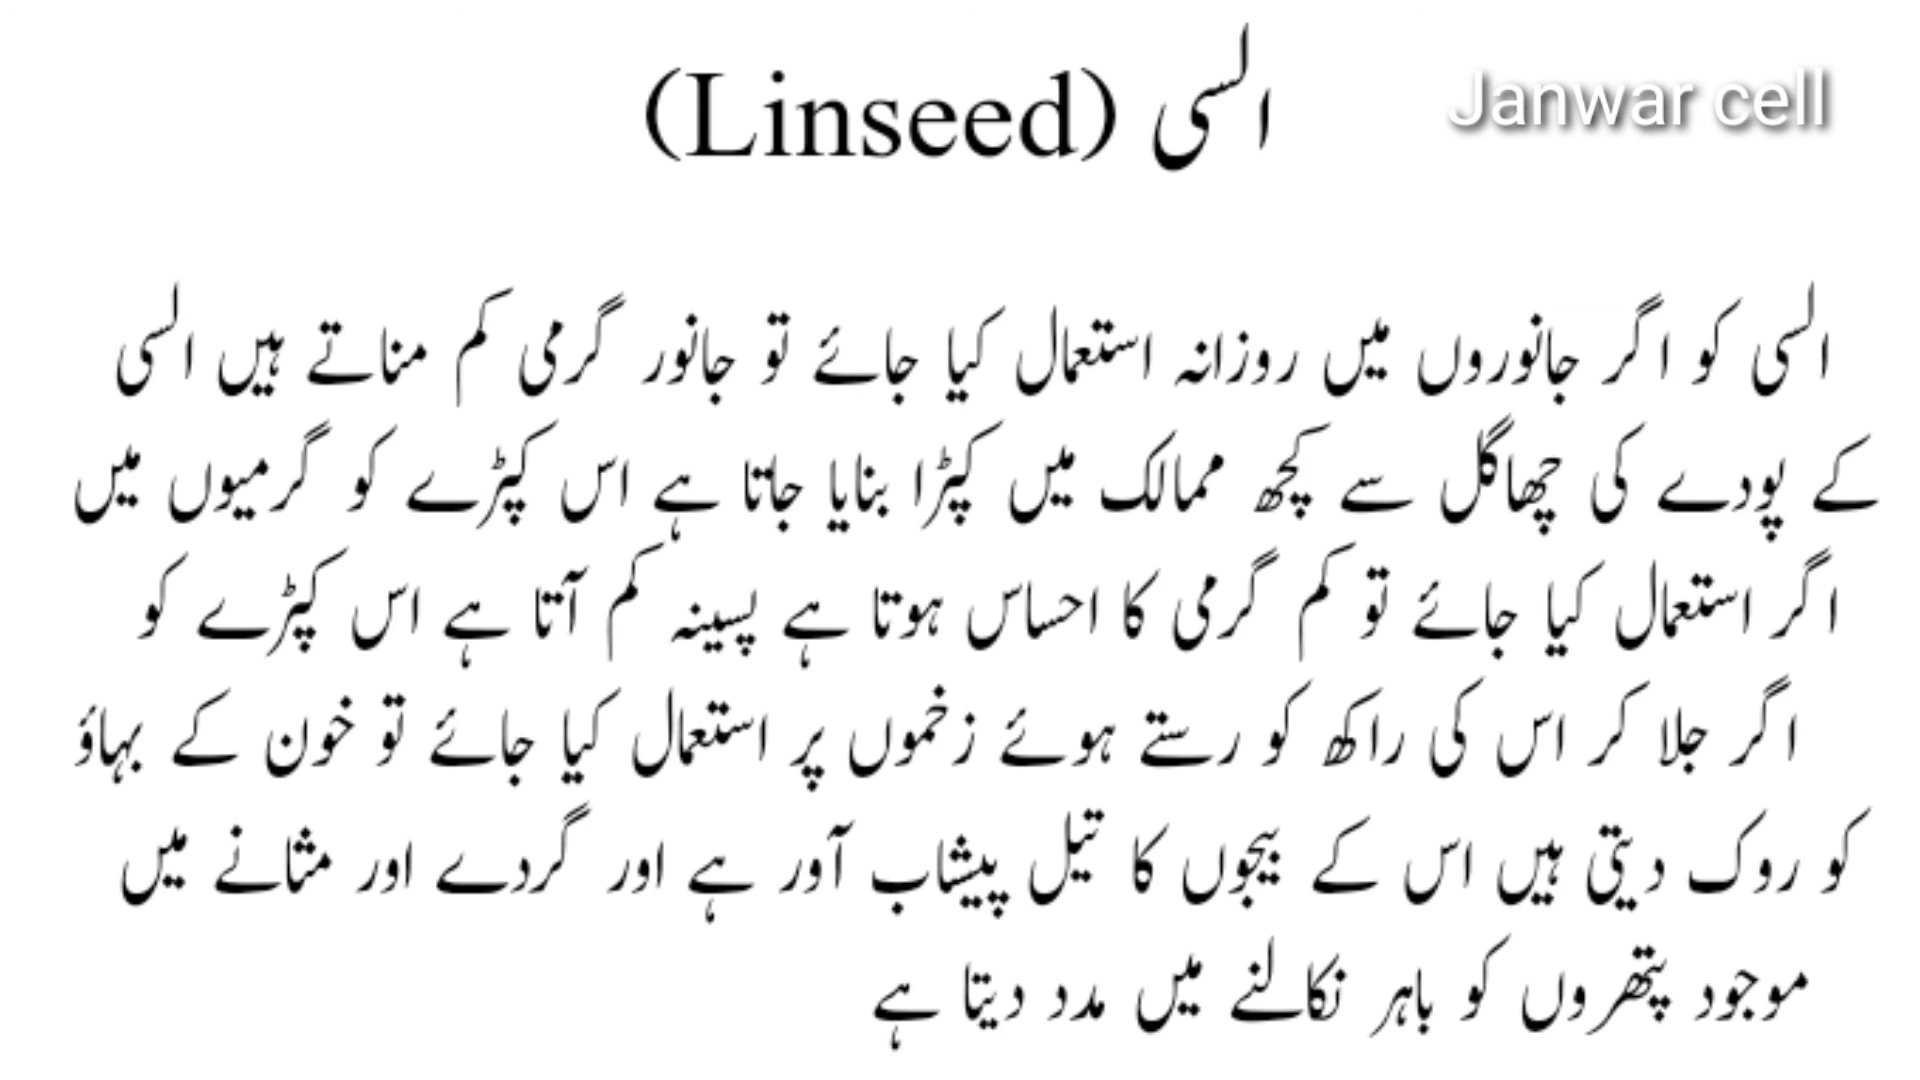 السی (Linseed)
Janwar cell
السی کو اگر جانوروں میں روزانہ استعمال کیا جائے تو جانور گرمی کم مناتے ہیں السی
کے پودے کی چھاگل سے کچھ ممالک میں کپڑا بنایا جاتا ہے اس کپڑے کو گرمیوں میں
اگر استعمال کیا جائے تو کم گرمی کا احساس ہوتا ہے پسینہ کم آتا ہے اس کپڑے کو
اگر جلا کر اس کی راکھ کو رستے ہوئے زخموں پر استعمال کیا جائے تو خون کے بہاؤ
کو روک دیتی ہیں اس کے بیجوں کا تیل پیشاب آور ہے اور گردے اور مثانے میں
موجود پتھروں کو باہر نکالنے میں مدد دیتا ہے